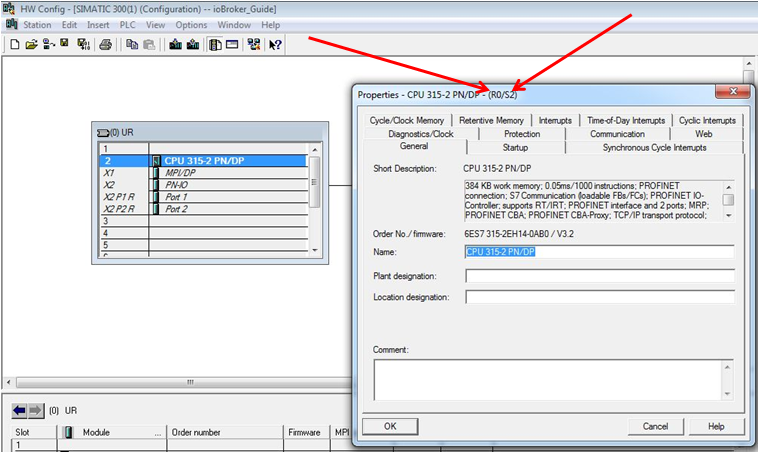 HW Config - [SIMATIC 300(1) (Configuration) -- ioBroker_Guide]
Station Edit Insert PLC View Options Window Help
Properties - CPU 315-2 PN/DP - (R0/S2)
Cycle/Clock Memory Retentive Memory Interrupts Time-of-Day Interrupts Cyclic Interrupts
Diagnostics/Clock Protection Communication Web
General Startup Synchronous Cycle Interrupts
(0) UR
1
2 CPU 315-2 PN/DP
X1 MPI/DP
X2 PN-IO
X2 P1 R Port 1
X2 P2 R Port 2
3
4
5
Short Description: CPU 315-2 PN/DP
384 KB work memory; 0.05ms/1000 instructions; PROFINET
connection; S7 Communication (loadable FBs/FCs); PROFINET IO-
Controller; supports RT/IRT; PROFINET interface and 2 ports; MRP;
PROFINET CBA; PROFINET CBA-Proxy; TCP/IP transport protocol;
Order No./ firmware: 6ES7 315-2EH14-0AB0 / V3.2
Name: CPU 315-2 PN/DP
Plant designation:
Location designation:
Comment:
OK Cancel Help
(0) UR
Slot Module ... Order number Firmware MPI
1